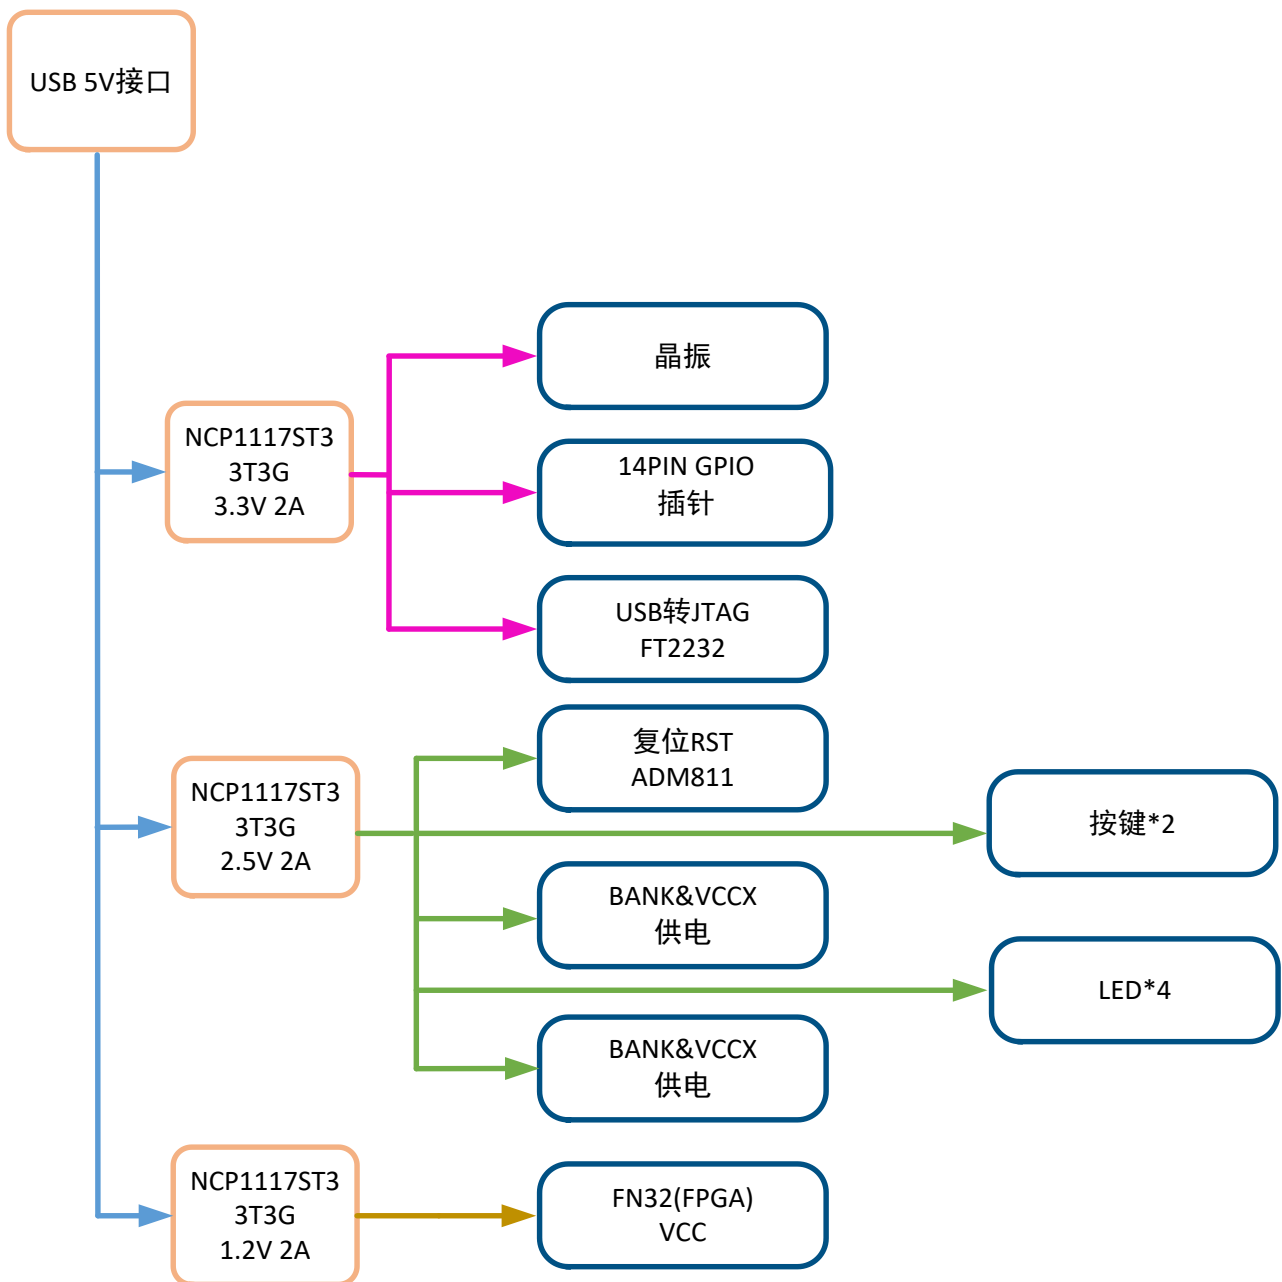 USB 5V接口
晶振
NCP1117ST3
3T3G
3.3V 2A
14PIN GPIO
插针
USB转JTAG
FT2232
复位RST
ADM811
NCP1117ST3
3T3G
2.5V 2A
按键*2
BANK&VCCX
供电
LED*4
BANK&VCCX
供电
NCP1117ST3
3T3G
1.2V 2A
FN32(FPGA)
VCC